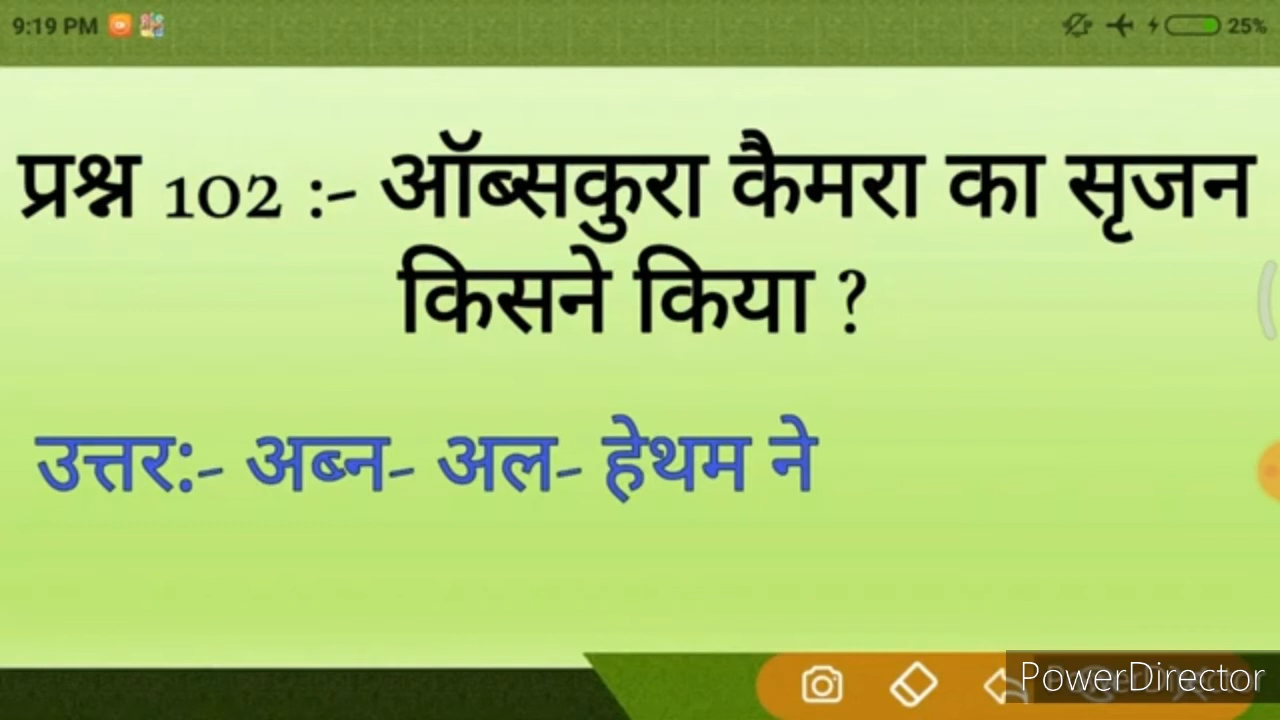 9:19 PM 25%
प्रश्न 102 :- ऑब्सकुरा कैमरा का सृजन
किसने किया ?
उत्तर:- अब्न- अल- हेथम ने
PowerDirector